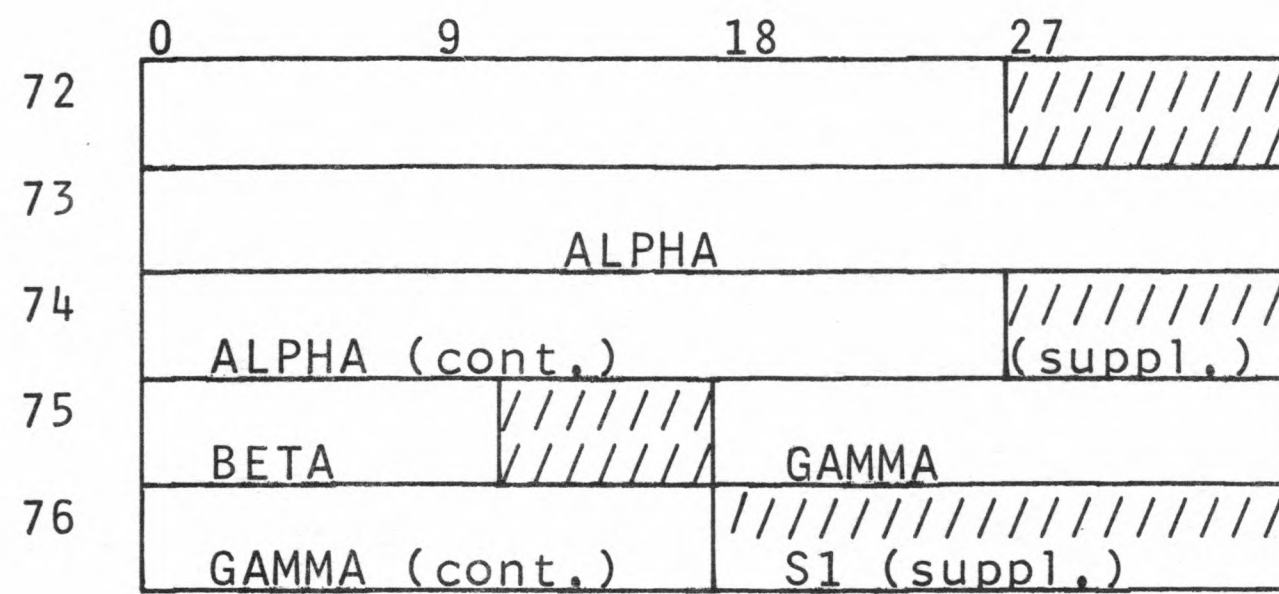 0 9 18 27
72
73
ALPHA
74
ALPHA (cont.) (suppl.)
75
BETA GAMMA
76
GAMMA (cont.) S1 (suppl.)